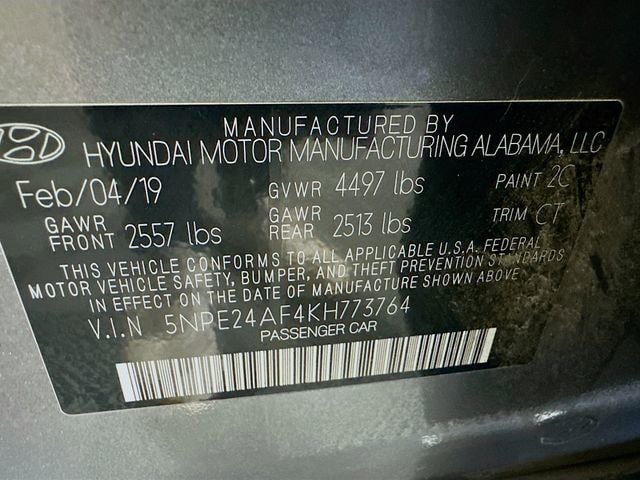 MANUFACTURED BY
HYUNDAI MOTOR MANUFACTURING ALABAMA, LLC
Feb/04/19 GVWR 4497 lbs PAINT 2C
GAWR FRONT 2557 lbs GAWR REAR 2513 lbs TRIM CT
THIS VEHICLE CONFORMS TO ALL APPLICABLE U.S.A. FEDERAL
MOTOR VEHICLE SAFETY, BUMPER, AND THEFT PREVENTION STANDARDS
IN EFFECT ON THE DATE OF MANUFACTURE SHOWN ABOVE.
V.I.N 5NPE24AF4KH773764
PASSENGER CAR